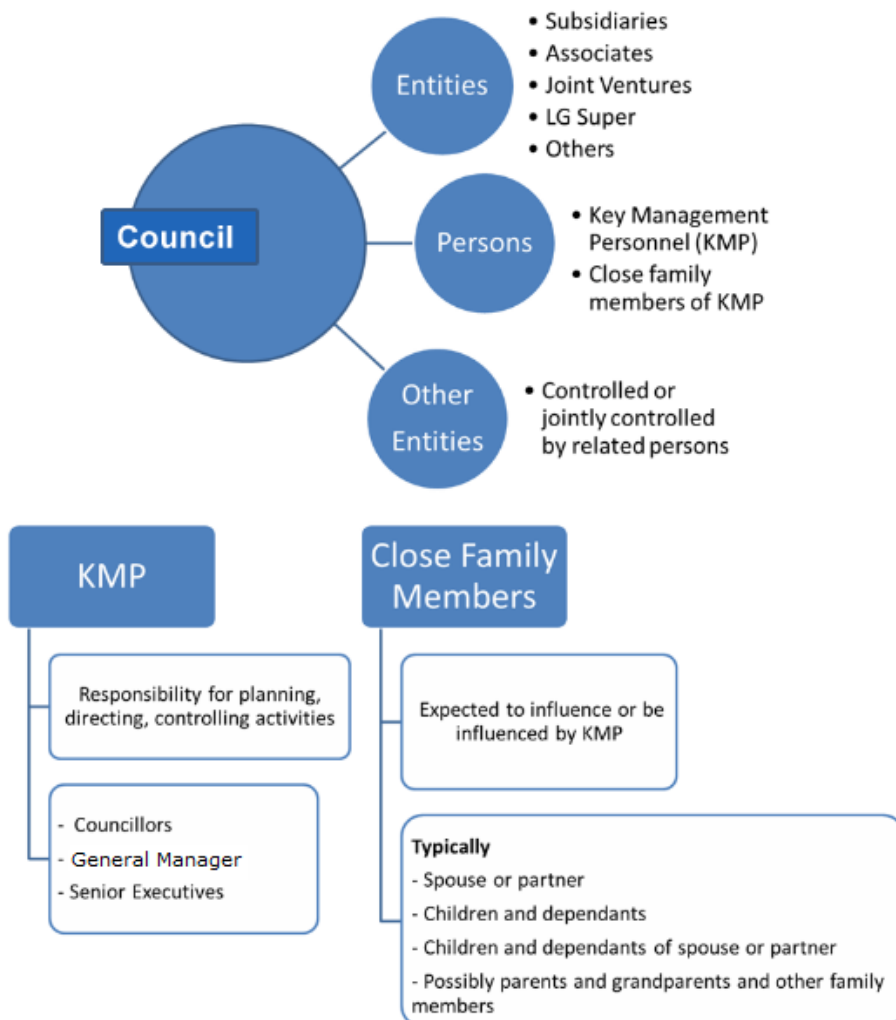 • Subsidiaries
• Associates
• Joint Ventures
• LG Super
• Others
Entities
Council
Persons
• Key Management
Personnel (KMP)
• Close family
members of KMP
Other
Entities
• Controlled or
jointly controlled
by related persons
KMP
Responsibility for planning,
directing, controlling activities
- Councillors
- General Manager
- Senior Executives
Close Family
Members
Expected to influence or be
influenced by KMP
Typically
- Spouse or partner
- Children and dependants
- Children and dependants of spouse or partner
- Possibly parents and grandparents and other family
members